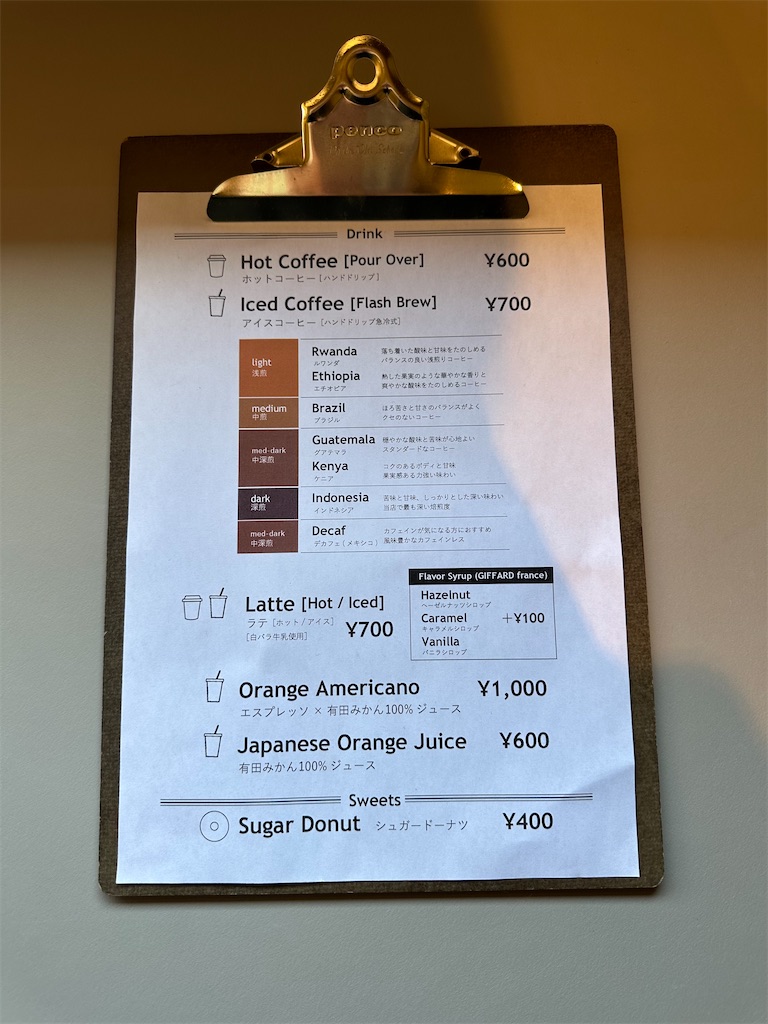 penco
Drink
Hot Coffee [Pour Over] ¥600
ホットコーヒー [ハンドドリップ]
Iced Coffee [Flash Brew] ¥700
アイスコーヒー [ハンドドリップ急冷式]
light
浅煎
Rwanda
ルワンダ
落ち着いた酸味と甘味をたのしめる
バランスの良い浅煎りコーヒー
Ethiopia
エチオピア
熟した果実のような華やかな香りと
爽やかな酸味をたのしめるコーヒー
medium
中煎
Brazil
ブラジル
ほろ苦さと甘さのバランスがよく
クセのないコーヒー
med-dark
中深煎
Guatemala
グアテマラ
穏やかな酸味と苦味が心地よい
スタンダードなコーヒー
Kenya
ケニア
コクのあるボディと甘味
果実感ある力強い味わい
dark
深煎
Indonesia
インドネシア
苦味と甘味、しっかりとした深い味わい
当店で最も深い焙煎度
med-dark
中深煎
Decaf
デカフェ ( メキシコ )
カフェインが気になる方におすすめ
風味豊かなカフェインレス
Latte [Hot / Iced]
ラテ [ホット / アイス]
[白バラ牛乳使用]
¥700
Flavor Syrup (GIFFARD france)
Hazelnut
ヘーゼルナッツシロップ
Caramel +¥100
キャラメルシロップ
Vanilla
バニラシロップ
Orange Americano ¥1,000
エスプレッソ × 有田みかん100% ジュース
Japanese Orange Juice ¥600
有田みかん100% ジュース
Sweets
Sugar Donut シュガードーナツ ¥400